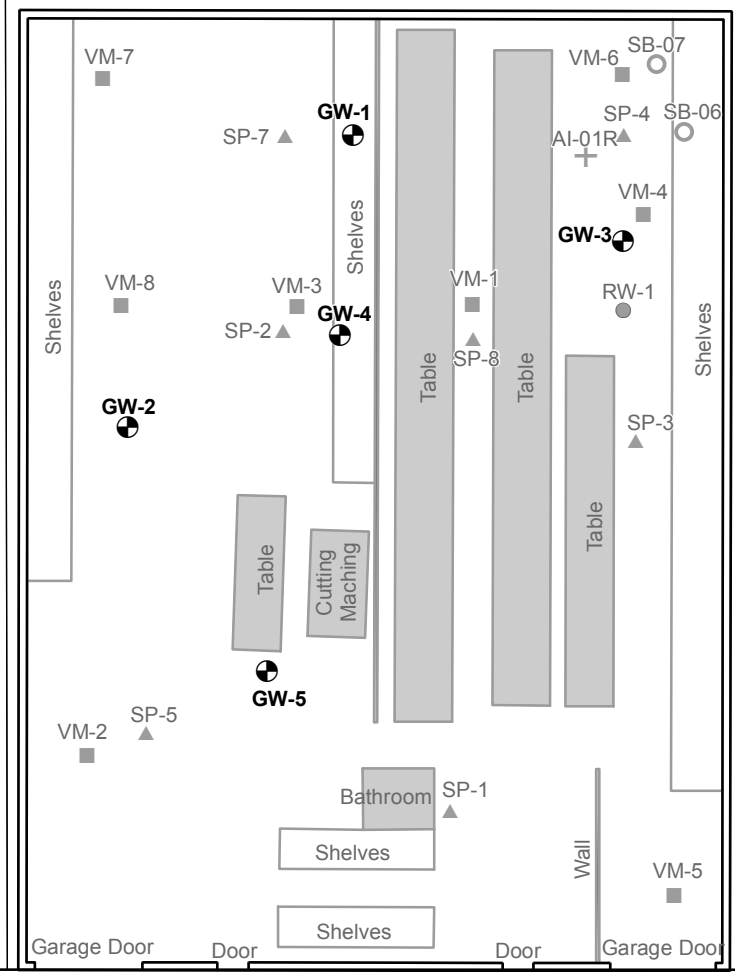 SB-07
VM-7
VM-6
GW-1
SP-4
SB-06
SP-7
AI-01R
VM-4
Shelves
GW-3
VM-8
VM-3
VM-1
RW-1
Shelves
GW-4
SP-2
SP-8
Shelves
Table
Table
GW-2
SP-3
Table
Table
Cutting
Maching
GW-5
SP-5
VM-2
Bathroom
SP-1
Shelves
Wall
VM-5
Shelves
Garage Door
Door
Door
Garage Door